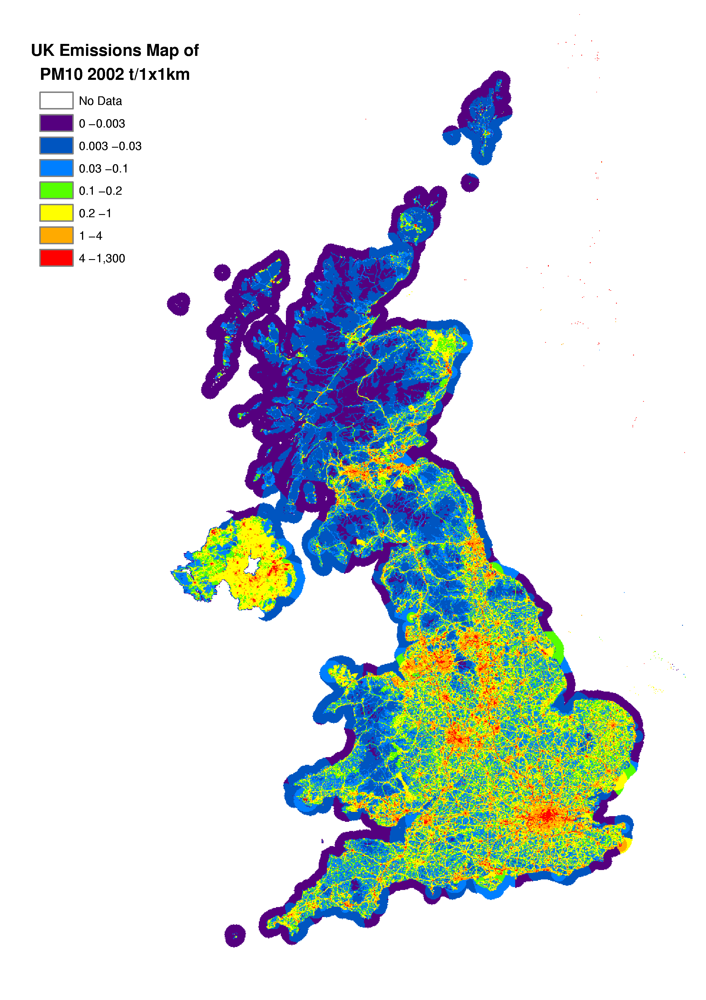 UK Emissions Map of
PM10 2002 t/1x1km
No Data
0 –0.003
0.003 –0.03
0.03 –0.1
0.1 –0.2
0.2 –1
1 –4
4 –1,300